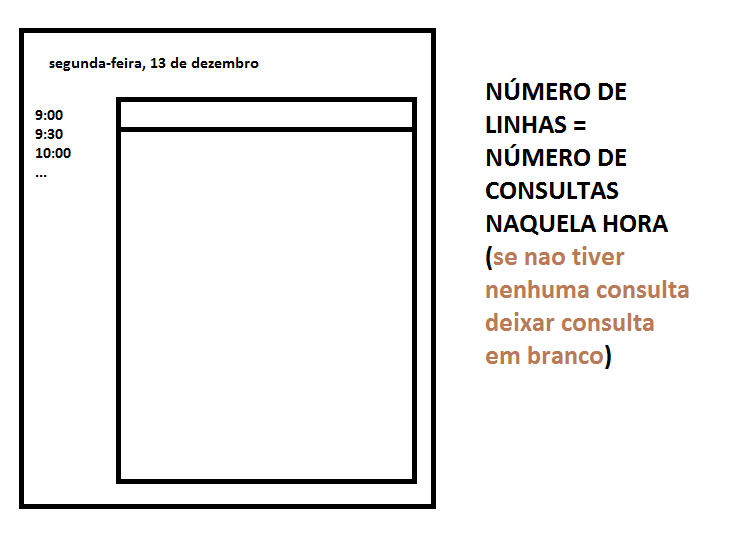 segunda-feira, 13 de dezembro
9:00
9:30
10:00
...
NÚMERO DE
LINHAS =
NÚMERO DE
CONSULTAS
NAQUELA HORA
(se nao tiver
nenhuma consulta
deixar consulta
em branco)